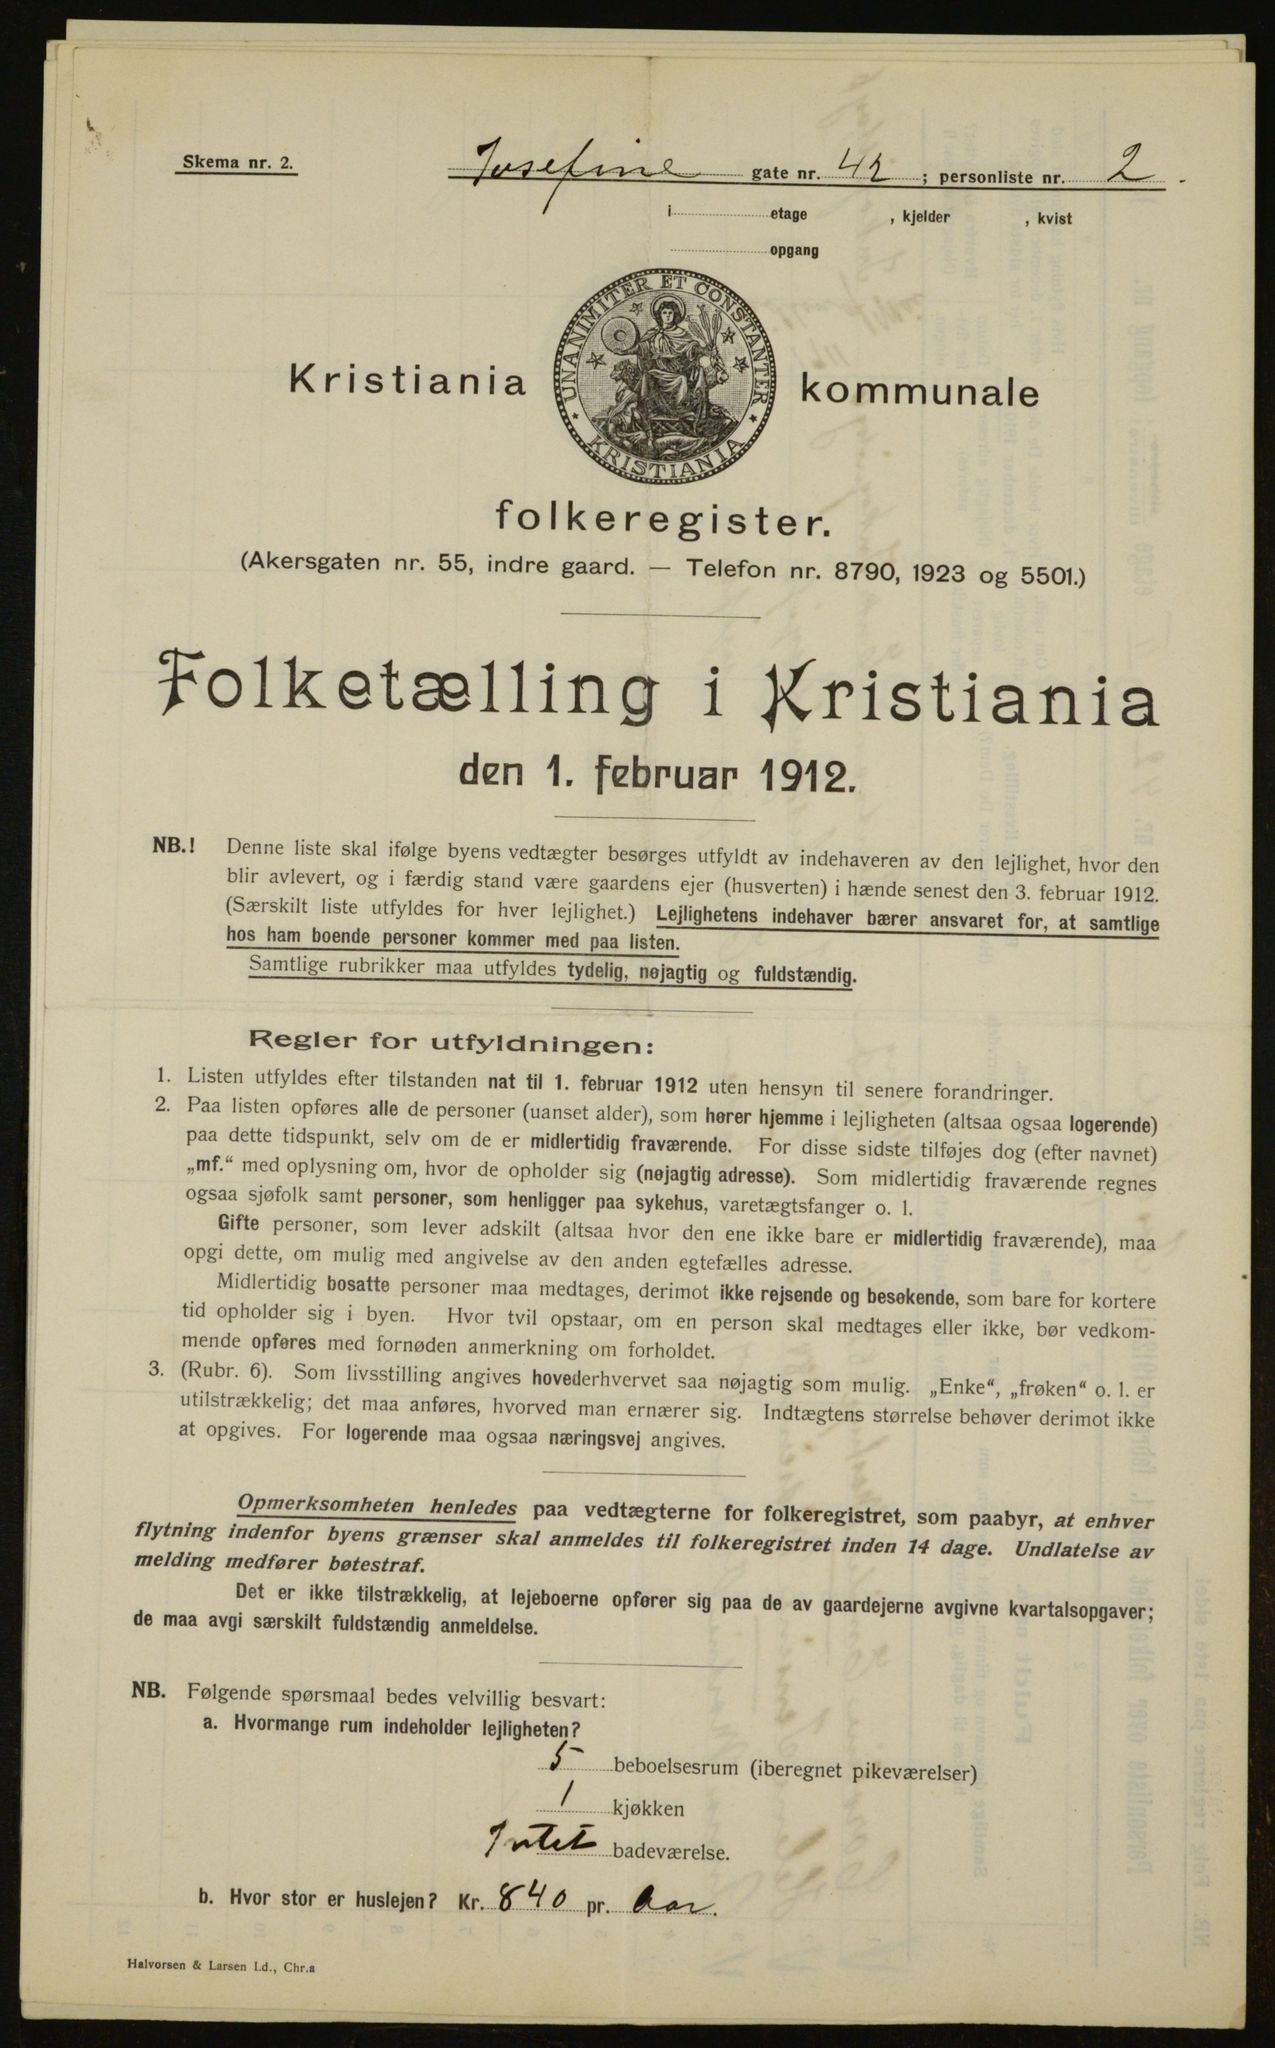 Skema nr. 2.
Josefine gate nr. 42; personliste nr. 2.
i etage , kjelder , kvist
opgang
UNANIMITER ET CONSTANTER
KRISTIANIA
Kristiania kommunale
folkeregister.
(Akersgaten nr. 55, indre gaard. — Telefon nr. 8790, 1923 og 5501.)
Folketælling i Kristiania
den 1. februar 1912.
NB.! Denne liste skal ifølge byens vedtægter besørges utfyldt av indehaveren av den lejlighet, hvor den
blir avlevert, og i færdig stand være gaardens ejer (husverten) i hænde senest den 3. februar 1912.
(Særskilt liste utfyldes for hver lejlighet.) Lejlighetens indehaver bærer ansvaret for, at samtlige
hos ham boende personer kommer med paa listen.
Samtlige rubrikker maa utfyldes tydelig, nøjagtig og fuldstændig.
Regler for utfyldningen:
1. Listen utfyldes efter tilstanden nat til 1. februar 1912 uten hensyn til senere forandringer.
2. Paa listen opføres alle de personer (uanset alder), som hører hjemme i lejligheten (altsaa ogsaa logerende)
paa dette tidspunkt, selv om de er midlertidig fraværende. For disse sidste tilføjes dog (efter navnet)
„mf.“ med oplysning om, hvor de opholder sig (nøjagtig adresse). Som midlertidig fraværende regnes
ogsaa sjøfolk samt personer, som henligger paa sykehus, varetægtsfanger o. l.
Gifte personer, som lever adskilt (altsaa hvor den ene ikke bare er midlertidig fraværende), maa
opgi dette, om mulig med angivelse av den anden egtefælles adresse.
Midlertidig bosatte personer maa medtages, derimot ikke rejsende og besøkende, som bare for kortere
tid opholder sig i byen. Hvor tvil opstaar, om en person skal medtages eller ikke, bør vedkom-
mende opføres med fornøden anmerkning om forholdet.
3. (Rubr. 6). Som livsstilling angives hovederhvervet saa nøjagtig som mulig. „Enke“, „frøken“ o. l. er
utilstrækkelig; det maa anføres, hvorved man ernærer sig. Indtægtens størrelse behøver derimot ikke
at opgives. For logerende maa ogsaa næringsvej angives.
Opmerksomheten henledes paa vedtægterne for folkeregistret, som paabyr, at enhver
flytning indenfor byens grænser skal anmeldes til folkeregistret inden 14 dage. Undlatelse av
melding medfører bøtestraf.
Det er ikke tilstrækkelig, at lejeboerne opfører sig paa de av gaardejerne avgivne kvartalsopgaver;
de maa avgi særskilt fuldstændig anmeldelse.
NB. Følgende spørsmaal bedes velvillig besvart:
a. Hvormange rum indeholder lejligheten?
5 beboelsesrum (iberegnet pikeværelser)
1 kjøkken
Intet badeværelse.
b. Hvor stor er huslejen? Kr. 840 pr. Aar.
Halvorsen & Larsen Ld., Chr.a